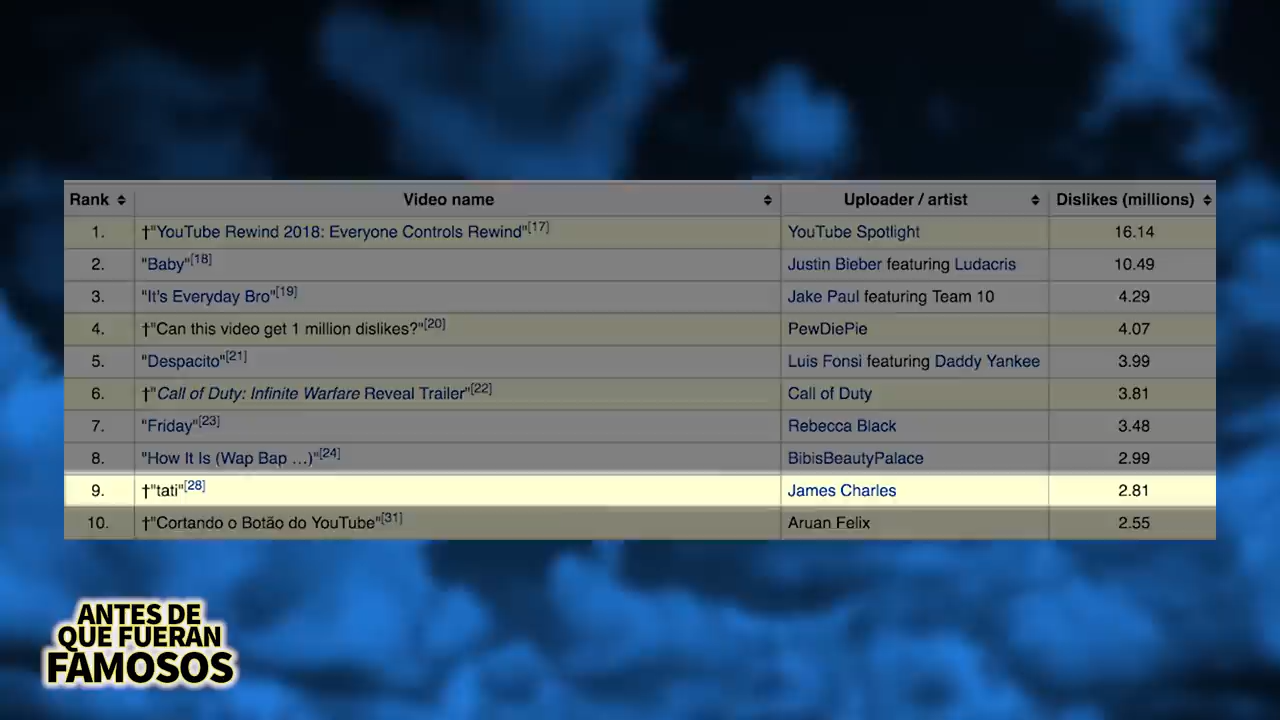 Rank Video name Uploader / artist Dislikes (millions)
1. †"YouTube Rewind 2018: Everyone Controls Rewind"[17] YouTube Spotlight 16.14
2. "Baby"[18] Justin Bieber featuring Ludacris 10.49
3. "It's Everyday Bro"[19] Jake Paul featuring Team 10 4.29
4. †"Can this video get 1 million dislikes?"[20] PewDiePie 4.07
5. "Despacito"[21] Luis Fonsi featuring Daddy Yankee 3.99
6. †"Call of Duty: Infinite Warfare Reveal Trailer"[22] Call of Duty 3.81
7. "Friday"[23] Rebecca Black 3.48
8. "How It Is (Wap Bap ...)"[24] BibisBeautyPalace 2.99
9. †"tati"[28] James Charles 2.81
10. †"Cortando o Botão do YouTube"[31] Aruan Felix 2.55
ANTES DE
QUE FUERAN
FAMOSOS